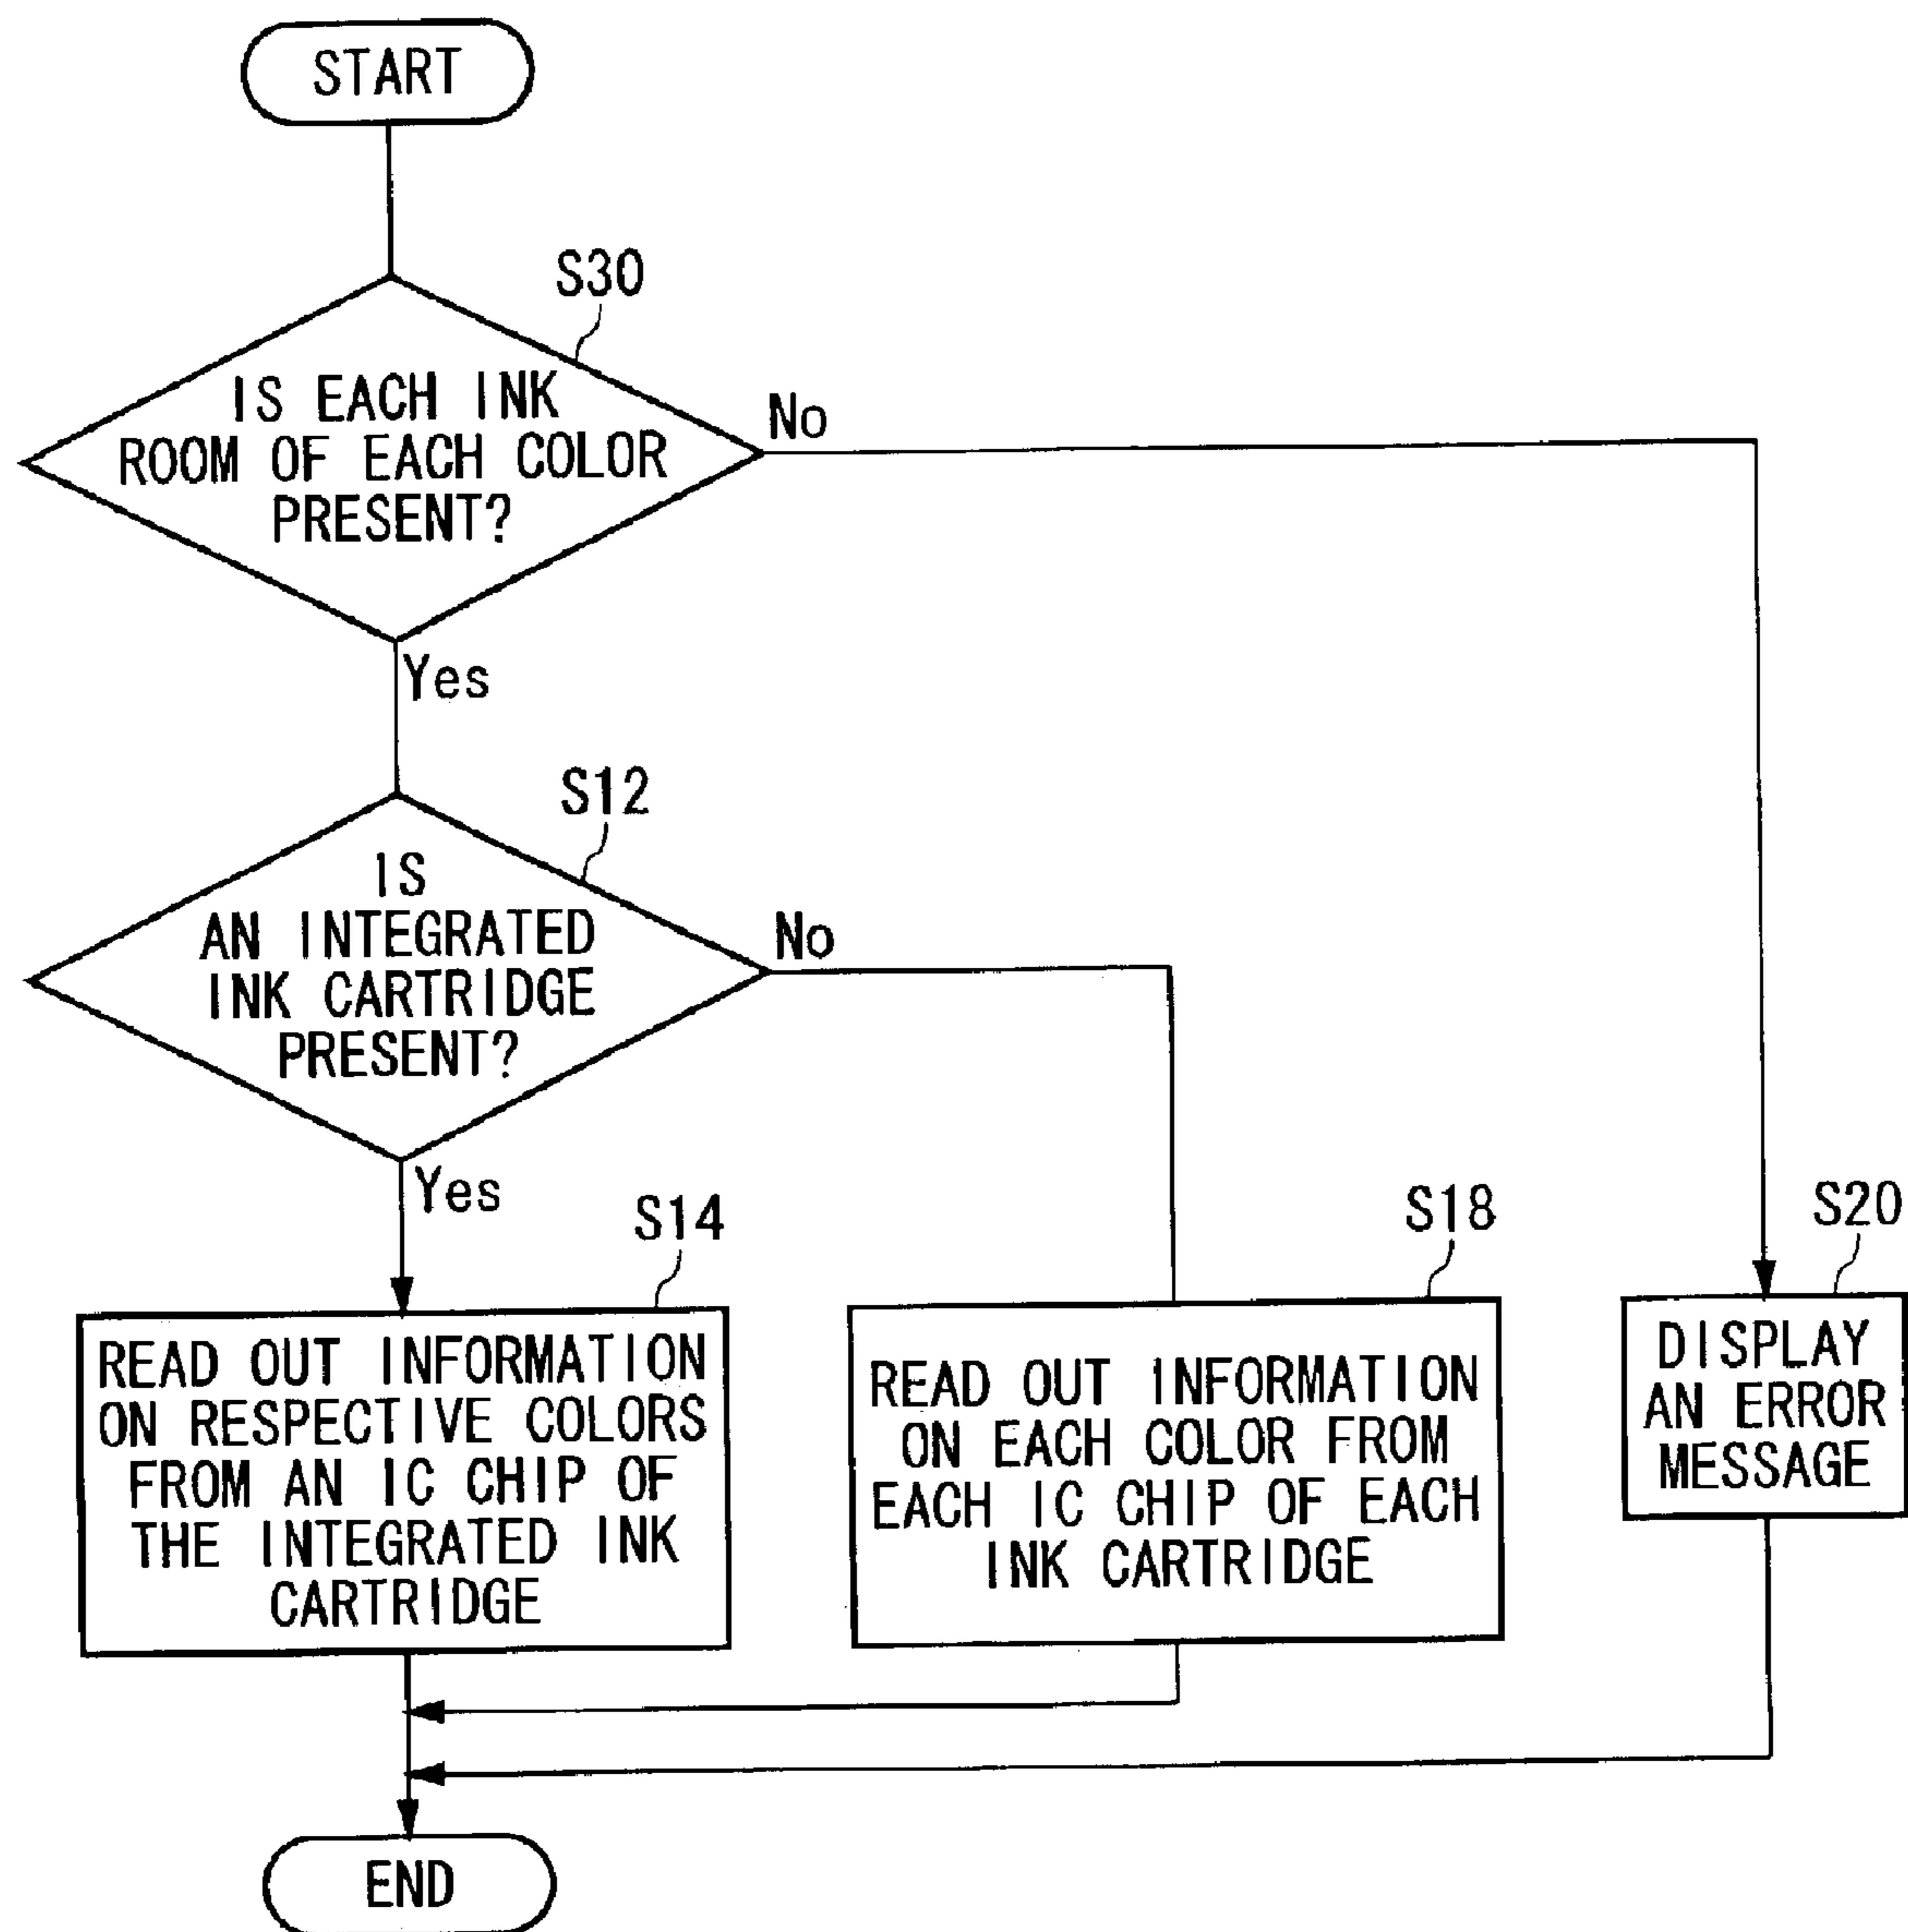 START
S30
IS EACH INK
ROOM OF EACH COLOR
PRESENT?
No
Yes
S12
IS
AN INTEGRATED
INK CARTRIDGE
PRESENT?
No
Yes
S14
READ OUT INFORMATION
ON RESPECTIVE COLORS
FROM AN IC CHIP OF
THE INTEGRATED INK
CARTRIDGE
S18
READ OUT INFORMATION
ON EACH COLOR FROM
EACH IC CHIP OF EACH
INK CARTRIDGE
S20
DISPLAY
AN ERROR
MESSAGE
END